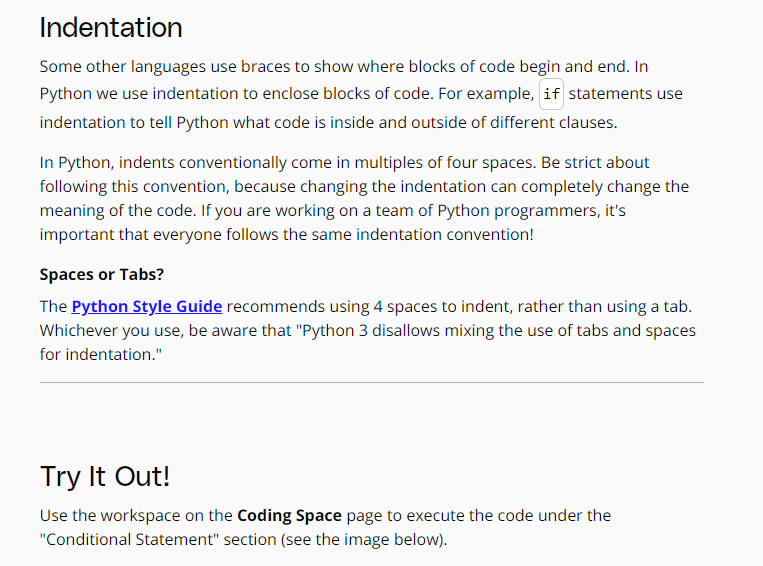 Indentation
Some other languages use braces to show where blocks of code begin and end. In
Python we use indentation to enclose blocks of code. For example, if statements use
indentation to tell Python what code is inside and outside of different clauses.
In Python, indents conventionally come in multiples of four spaces. Be strict about
following this convention, because changing the indentation can completely change the
meaning of the code. If you are working on a team of Python programmers, it's
important that everyone follows the same indentation convention!
Spaces or Tabs?
The Python Style Guide recommends using 4 spaces to indent, rather than using a tab.
Whichever you use, be aware that "Python 3 disallows mixing the use of tabs and spaces
for indentation."
Try It Out!
Use the workspace on the Coding Space page to execute the code under the
"Conditional Statement" section (see the image below).